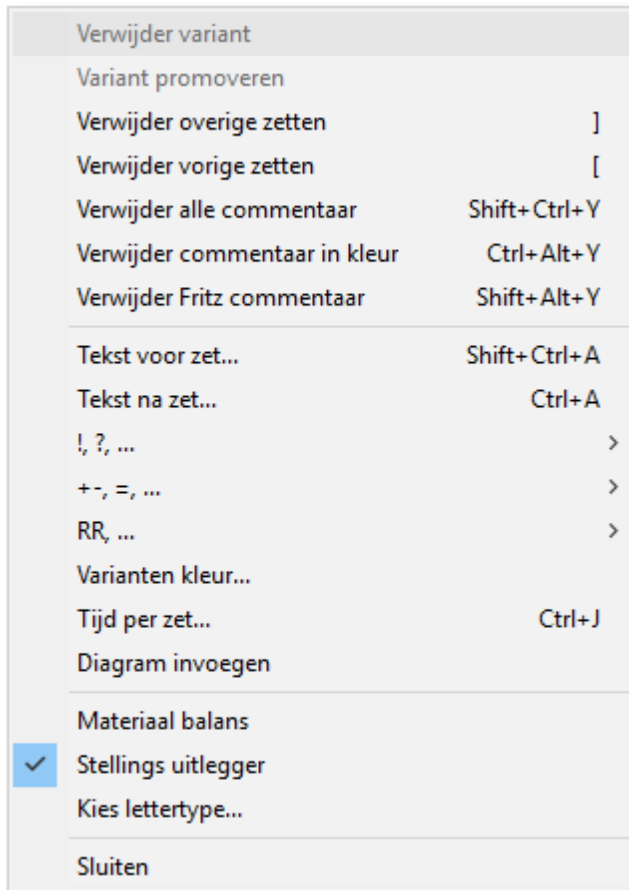 Verwijder variant
Variant promoveren
Verwijder overige zetten ]
Verwijder vorige zetten [
Verwijder alle commentaar Shift+Ctrl+Y
Verwijder commentaar in kleur Ctrl+Alt+Y
Verwijder Fritz commentaar Shift+Alt+Y
Tekst voor zet... Shift+Ctrl+A
Tekst na zet... Ctrl+A
!, ?, ...
+-, =, ...
RR, ...
Varianten kleur...
Tijd per zet... Ctrl+J
Diagram invoegen
Materiaal balans
Stellings uitlegger
Kies lettertype...
Sluiten